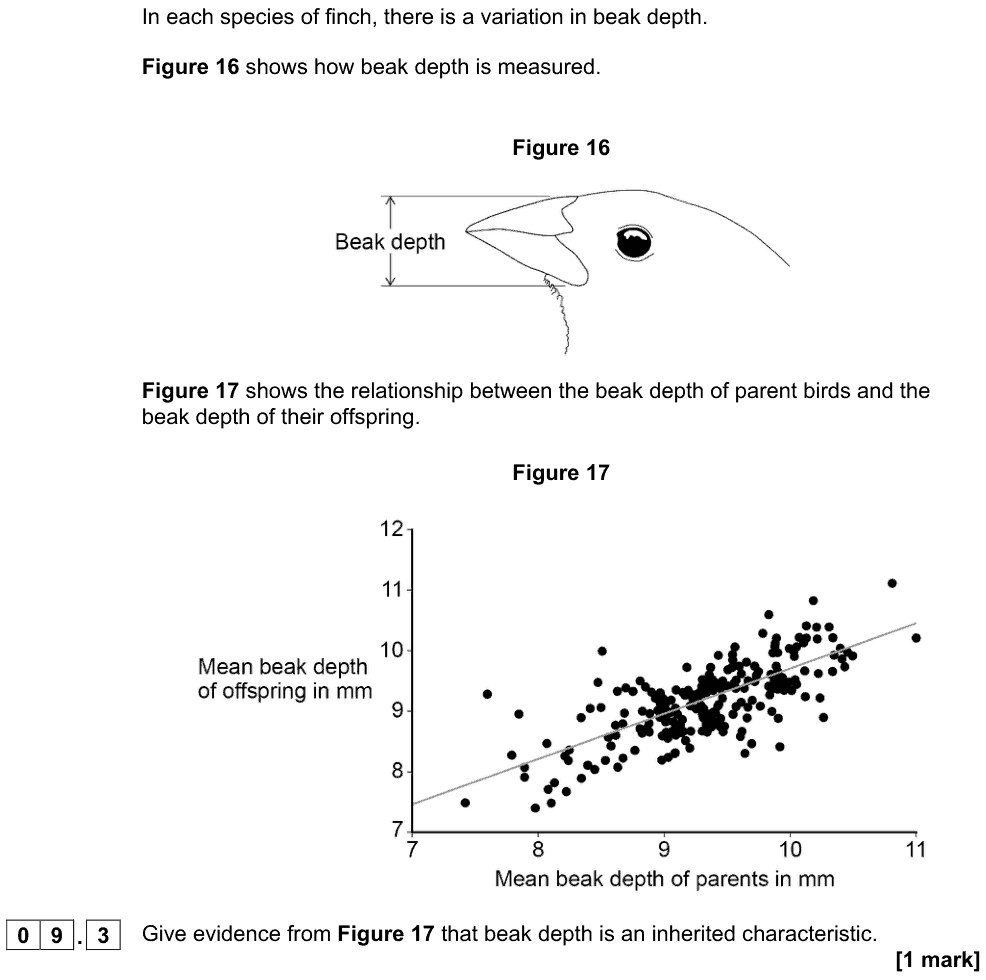 In each species of finch, there is a variation in beak depth.
Figure 16 shows how beak depth is measured.
Figure 16
Beak depth
Figure 17 shows the relationship between the beak depth of parent birds and the
beak depth of their offspring.
Figure 17
12
11
10
9
8
7
Mean beak depth
of offspring in mm
7 8 9 10 11
Mean beak depth of parents in mm
0 9 . 3 Give evidence from Figure 17 that beak depth is an inherited characteristic.
[1 mark]